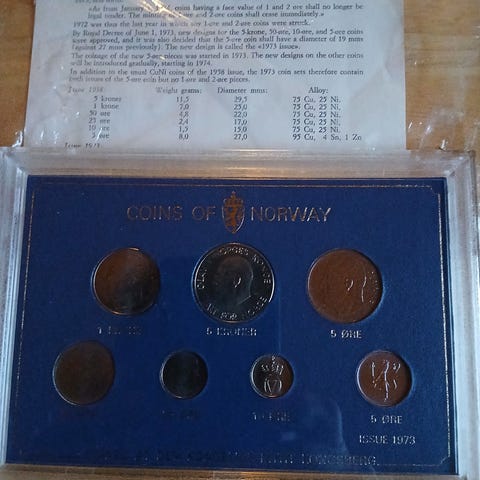 «As from January 1, coins having a face value of 1 and 2 øre shall no longer be
legal tender. The minting of 1-øre and 2-øre coins shall cease immediately.»
1972 was thus the last year in which any 1-øre and 2-øre coins were struck.
By Royal Decree of June 1, 1973, new designs for the 5-krone, 50-øre, 10-øre, and 5-øre coins
were approved, and it was also decided that the 5-øre coin shall have a diameter of 19 mms
(against 27 mms previously). The new design is called the «1973 issue».
The coinage of the new 5-øre pieces was started in 1973. The new designs on the other coins
will be introduced gradually, starting in 1974.
In addition to the usual CuNi coins of the 1958 issue, the 1973 coin sets therefore contain
both issues of the 5-øre coin but no 1-øre and 2-øre pieces.
June 1958: Weight grams: Diameter mms: Alloy:
5 kroner 11,5 29,5 75 Cu, 25 Ni,
1 krone 7,0 25,0 75 Cu, 25 Ni,
50 øre 4,8 22,0 75 Cu, 25 Ni,
25 øre 2,4 17,0 75 Cu, 25 Ni,
10 øre 1,5 15,0 75 Cu, 25 Ni,
5 øre 8,0 27,0 95 Cu, 4 Sn, 1 Zn
June 1973
COINS OF NORWAY
OLAV V NORGES KONGE
ALT FOR NORGE
5 KRONER
5 ØRE
5 ØRE
ISSUE 1973
KONGSBERG